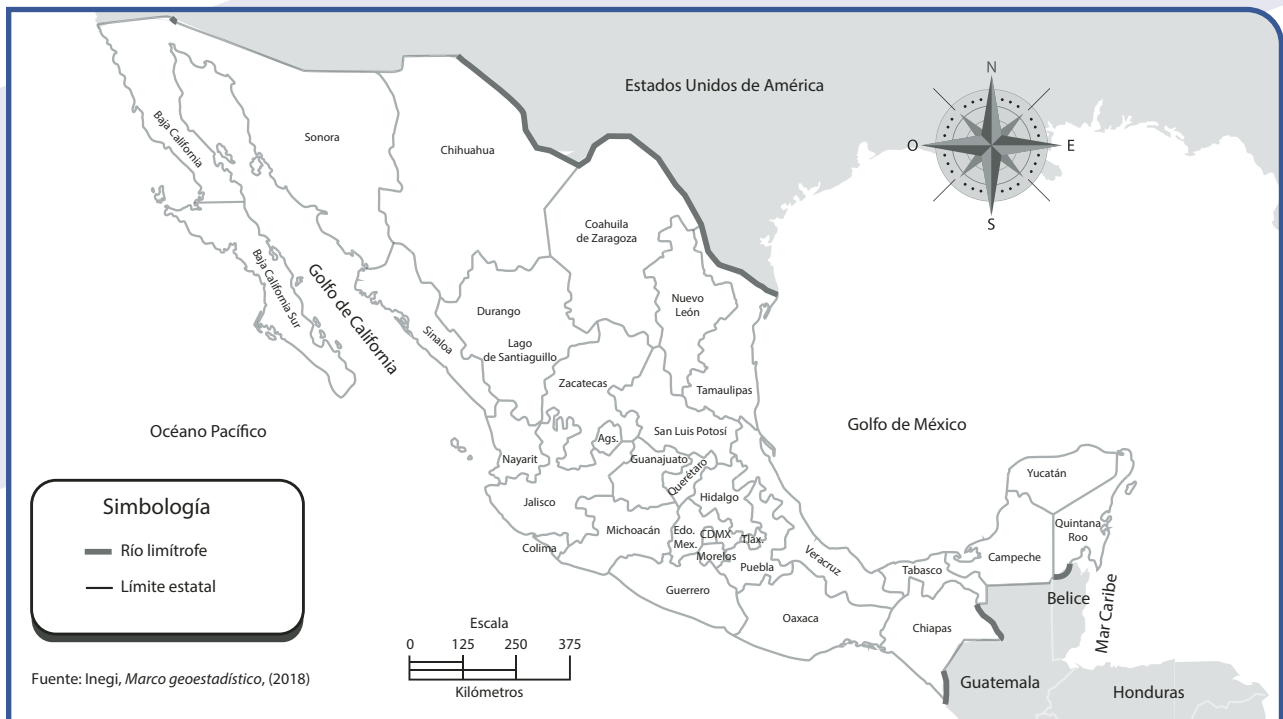 N
Estados Unidos de América
O
E
S
Baja California
Sonora
Chihuahua
Coahuila
de Zaragoza
Baja California Sur
Golfo de California
Nuevo
León
Durango
Sinaloa
Lago
de Santiaguillo
Zacatecas
Tamaulipas
Océano Pacífico
Golfo de México
San Luis Potosí
Ags.
Nayarit
Guanajuato
Querétaro
Hidalgo
Yucatán
Jalisco
Michoacán
Edo.
Mex.
CDMX
Tlax.
Quintana
Roo
Colima
Morelos
Puebla
Veracruz
Tabasco
Campeche
Guerrero
Oaxaca
Chiapas
Belice
Mar Caribe
Guatemala
Honduras
Simbología
Río limítrofe
Límite estatal
Escala
0 125 250 375
Kilómetros
Fuente: Inegi, Marco geoestadístico, (2018)